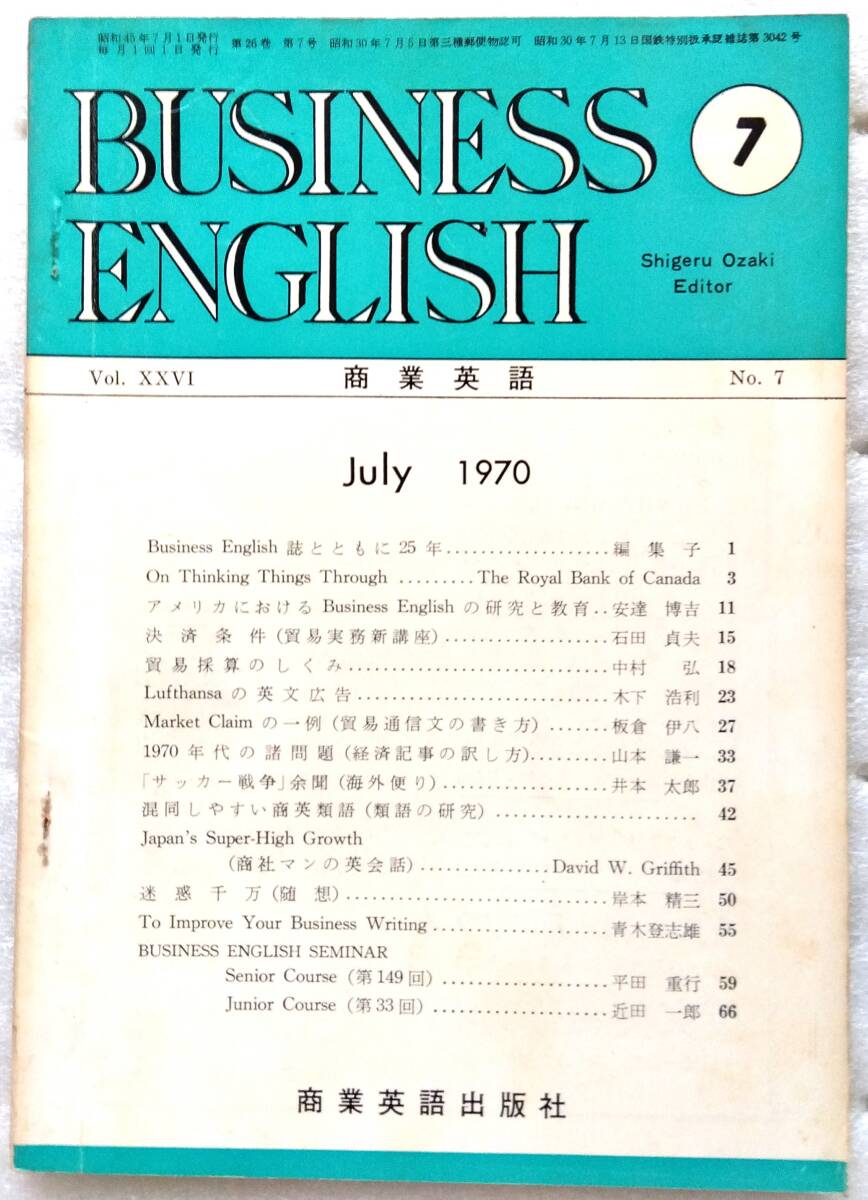 昭和45年7月1日発行
毎月1回1日発行
第26巻 第7号 昭和30年7月5日第三種郵便物認可 昭和30年7月13日国鉄特別扱承認雑誌第3042号
BUSINESS
ENGLISH
7
Shigeru Ozaki
Editor
Vol. XXVI 商業英語 No. 7
July 1970
Business English 誌とともに25年...................編集子 1
On Thinking Things Through .........The Royal Bank of Canada 3
アメリカにおける Business English の研究と教育..安達 博吉 11
決済条件(貿易実務新講座)...................石田 貞夫 15
貿易採算のしくみ..............................中村 弘 18
Lufthansa の英文広告.............................木下 浩利 23
Market Claim の一例(貿易通信文の書き方).......板倉 伊八 27
1970年代の諸問題(経済記事の訳し方).........山本 謙一 33
「サッカー戦争」余聞(海外便り)...................井本 太郎 37
混同しやすい商英類語(類語の研究)........................ 42
Japan's Super-High Growth
(商社マンの英会話)...............David W. Griffith 45
迷惑千万(随想)...............................岸本 精三 50
To Improve Your Business Writing.....................青木登志雄 55
BUSINESS ENGLISH SEMINAR
Senior Course (第149回)....................平田 重行 59
Junior Course (第33回).....................近田 一郎 66
商業英語出版社